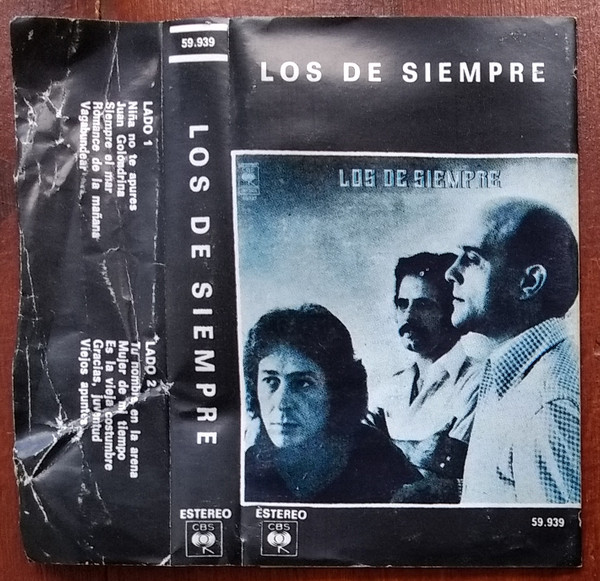 LADO 1
Niña no te apures
Juan Golondrina
Siempre el mar
Romance de la mañana
Vagabundear
LADO 2
Tu nombre en la arena
Mujer de mi tiempo
Es la vieja costumbre
Gracias, juventud
Viejos apuntes
59.939
LOS DE SIEMPRE
ESTEREO
CBS
LOS DE SIEMPRE
LOS DE SIEMPRE
ESTEREO
CBS
59.939